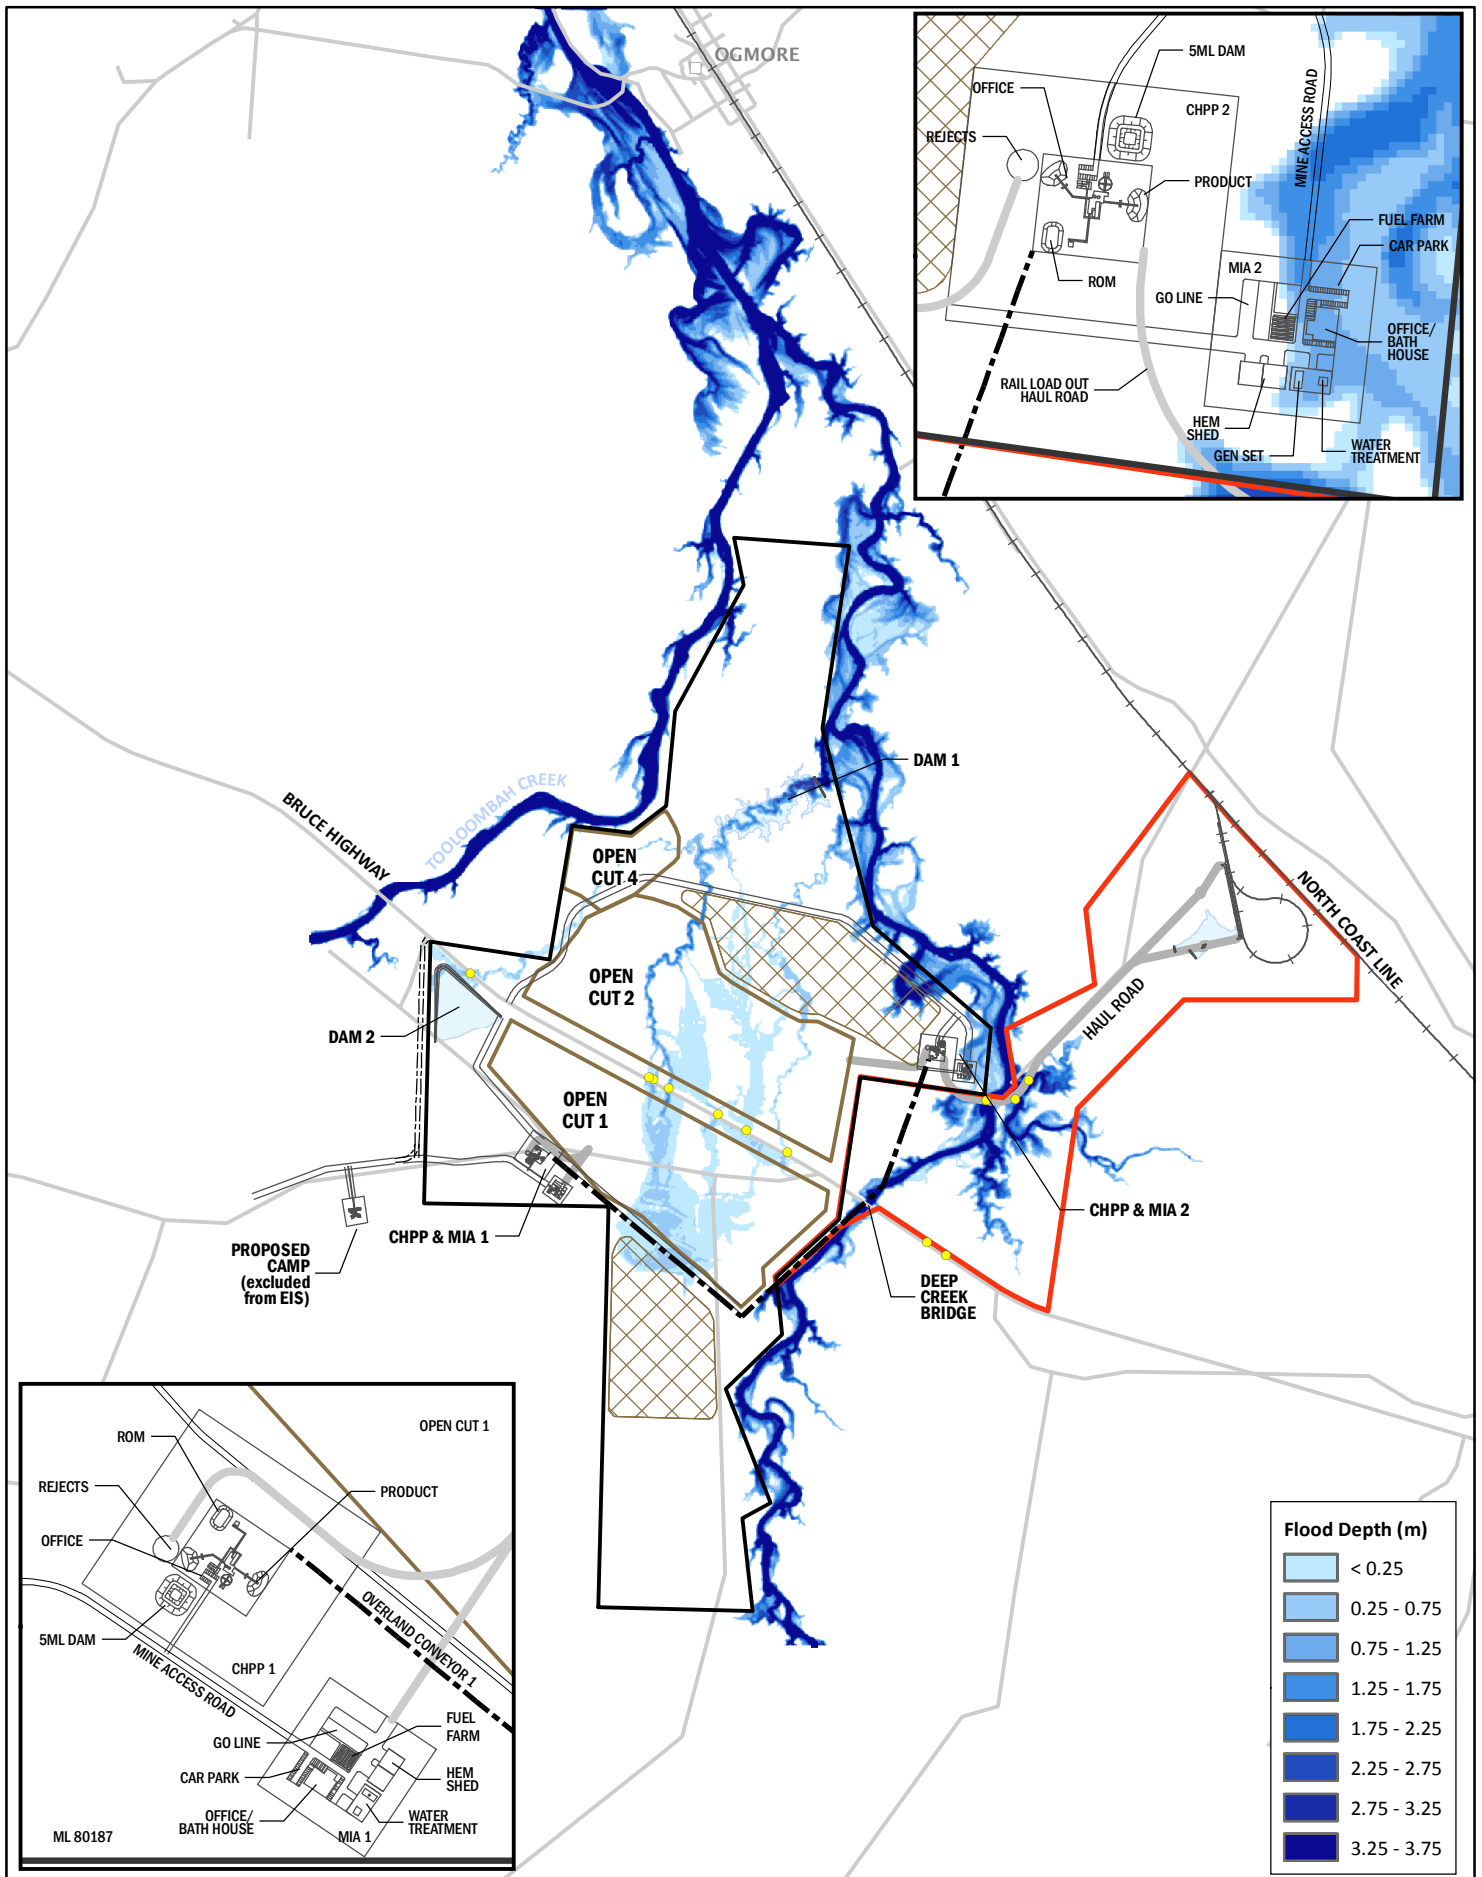 OGMORE
5ML DAM
OFFICE
CHPP 2
REJECTS
MINE ACCESS ROAD
PRODUCT
FUEL FARM
CAR PARK
MIA 2
ROM
GO LINE
OFFICE/
BATH
HOUSE
RAIL LOAD OUT
HAUL ROAD
HEM
SHED
GEN SET
WATER
TREATMENT
DAM 1
TOOLOOMBAH CREEK
BRUCE HIGHWAY
OPEN
CUT 4
NORTH COAST LINE
OPEN
CUT 2
HAUL ROAD
DAM 2
OPEN
CUT 1
CHPP & MIA 1
CHPP & MIA 2
PROPOSED
CAMP
(excluded
from EIS)
DEEP
CREEK
BRIDGE
OPEN CUT 1
ROM
REJECTS
PRODUCT
OFFICE
OVERLAND CONVEYOR 1
5ML DAM
MINE ACCESS ROAD
CHPP 1
FUEL
FARM
GO LINE
CAR PARK
HEM
SHED
OFFICE/
BATH HOUSE
WATER
TREATMENT
ML 80187
MIA 1
Flood Depth (m)
< 0.25
0.25 - 0.75
0.75 - 1.25
1.25 - 1.75
1.75 - 2.25
2.25 - 2.75
2.75 - 3.25
3.25 - 3.75